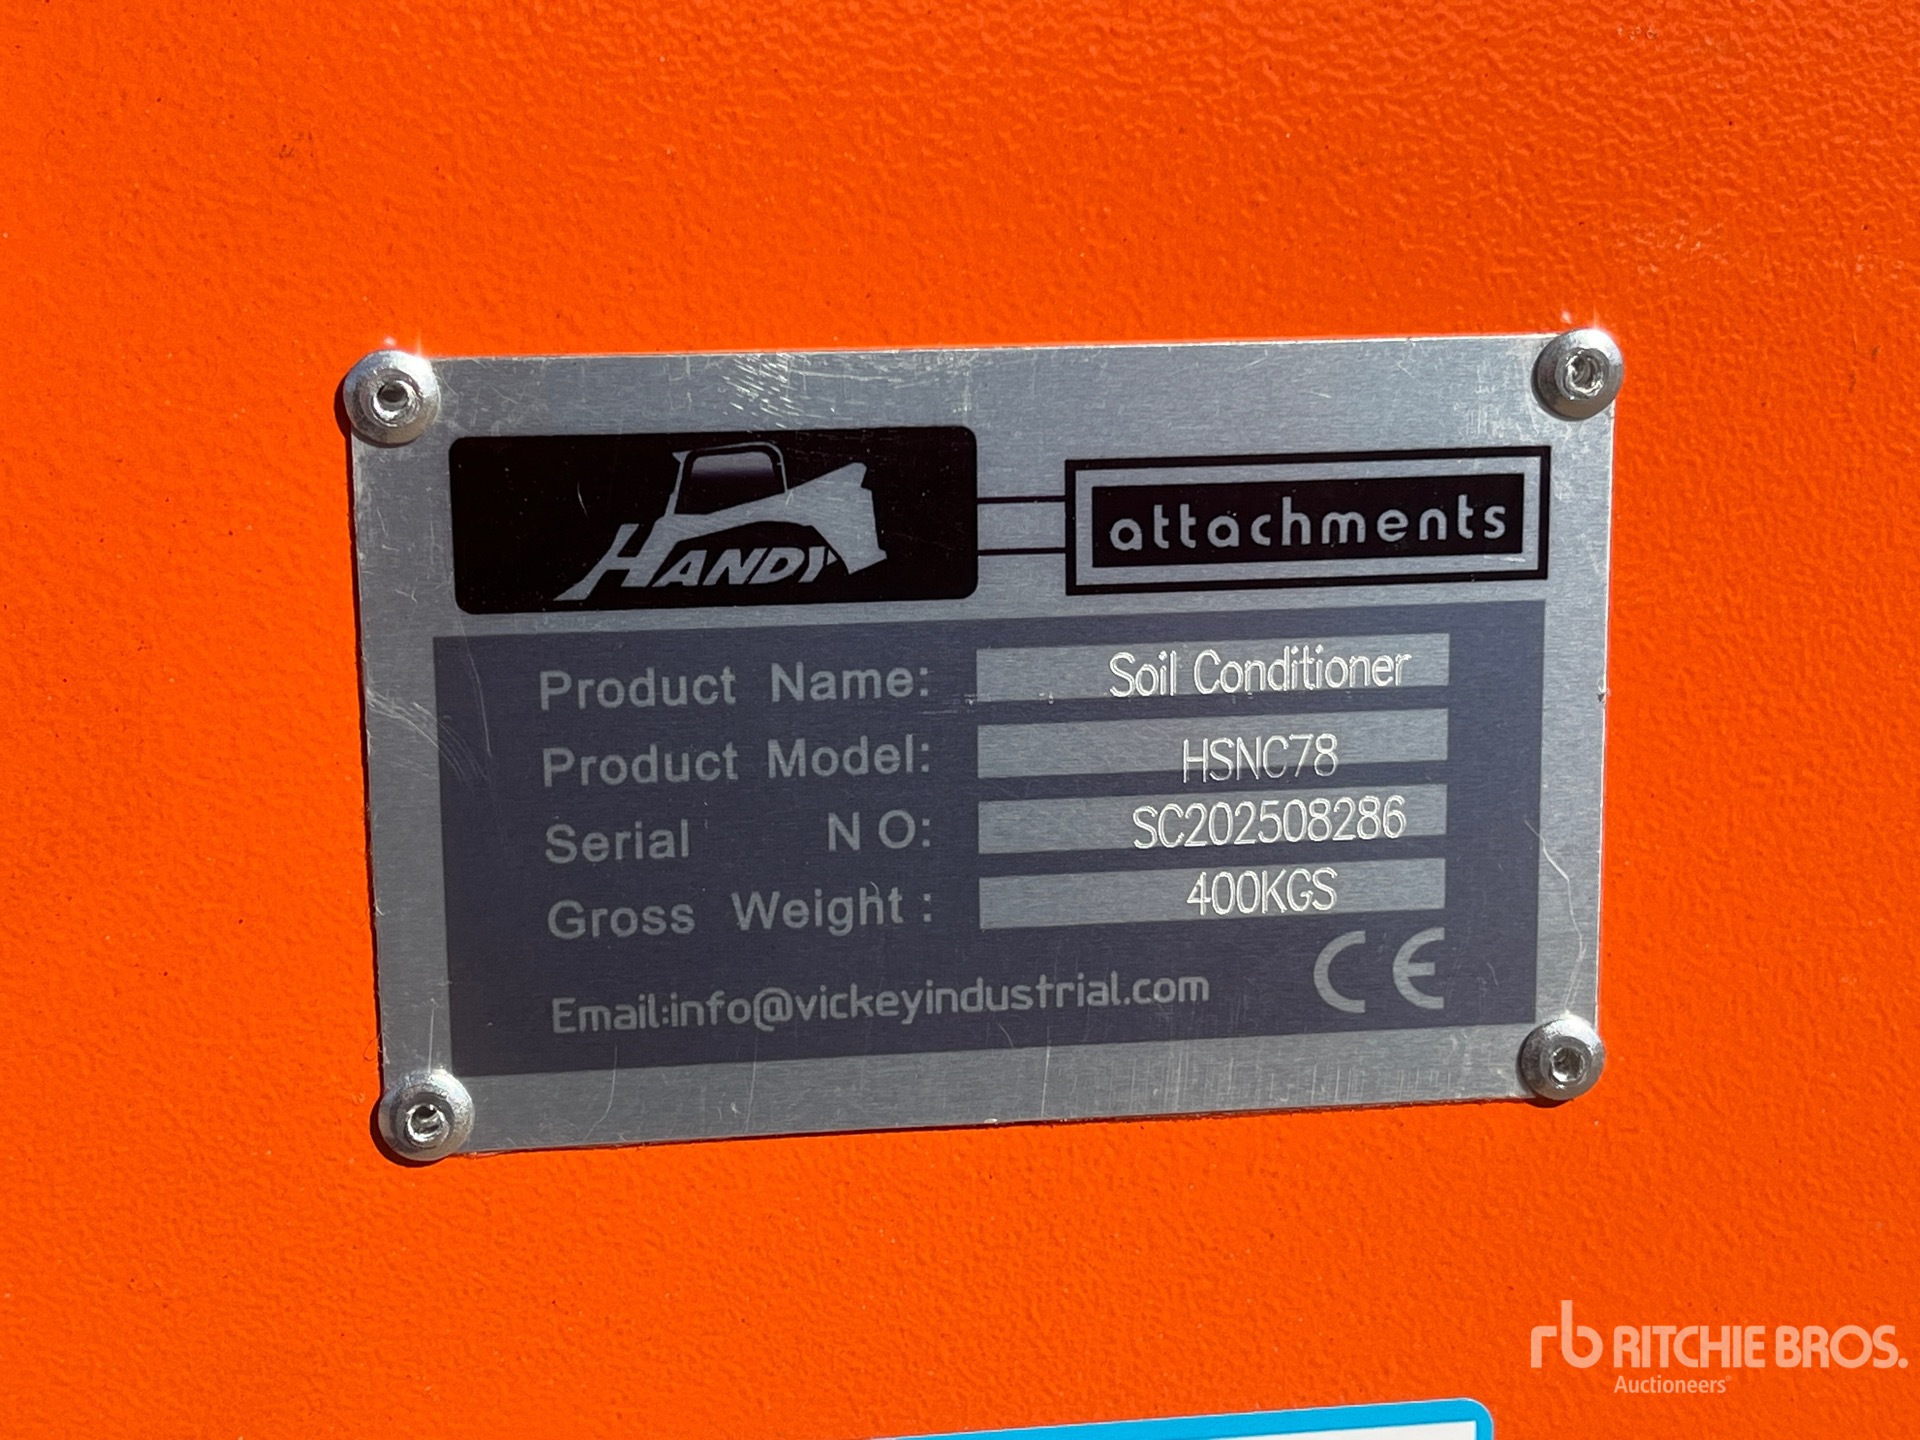 HANDY
attachments
Product Name: Soil Conditioner
Product Model: HSNC78
Serial NO: SC202508286
Gross Weight: 400KGS
Email:info@vickeyindustrial.com CE
rb RITCHIE BROS.
Auctioneers